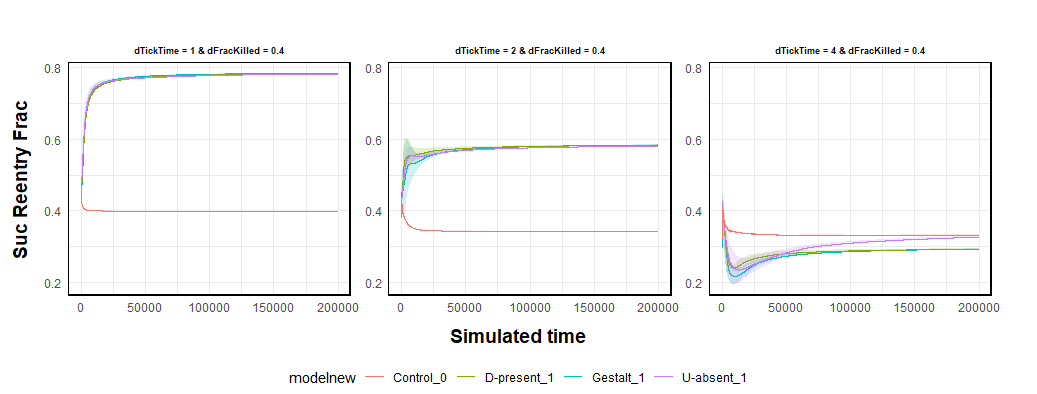 dTickTime = 1 & dFracKilled = 0.4
dTickTime = 2 & dFracKilled = 0.4
dTickTime = 4 & dFracKilled = 0.4
Suc Reentry Frac
0.8
0.6
0.4
0.2
0.8
0.6
0.4
0.2
0.8
0.6
0.4
0.2
0 50000 100000 150000 200000
0 50000 100000 150000 200000
0 50000 100000 150000 200000
Simulated time
modelnew Control_0 D-present_1 Gestalt_1 U-absent_1